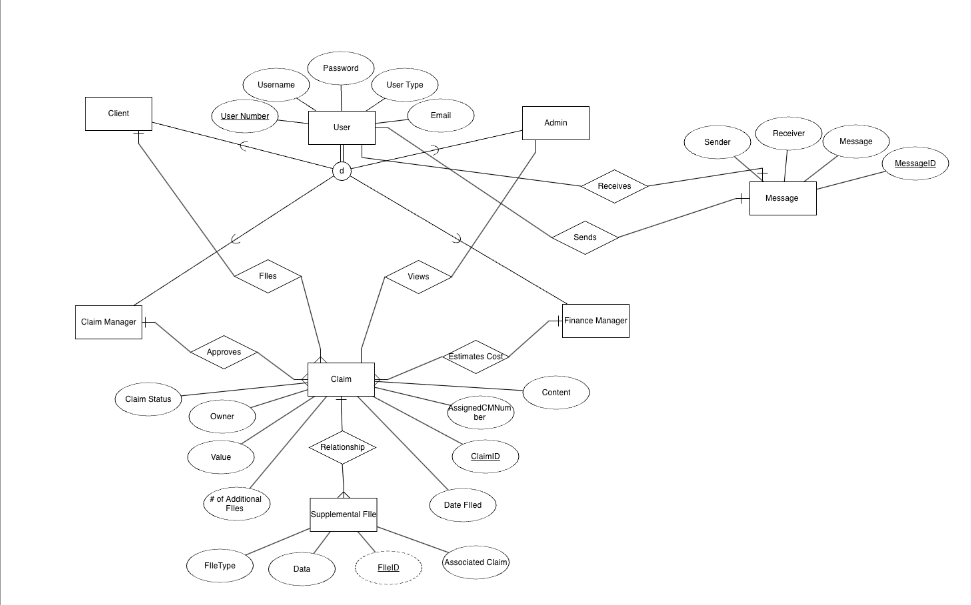 Password
Username
User Type
Client
User Number
Email
User
Admin
Sender
Receiver
Message
MessageID
d
Receives
Message
Sends
FIles
Views
Claim Manager
Finance Manager
Approves
Estimates Cost
Claim
Claim Status
Content
Owner
AssignedCMNum
ber
Relationship
Value
ClaimID
# of Additional
FIles
Date FIled
Supplemental FIle
FIleType
Data
FIleID
Associated Claim